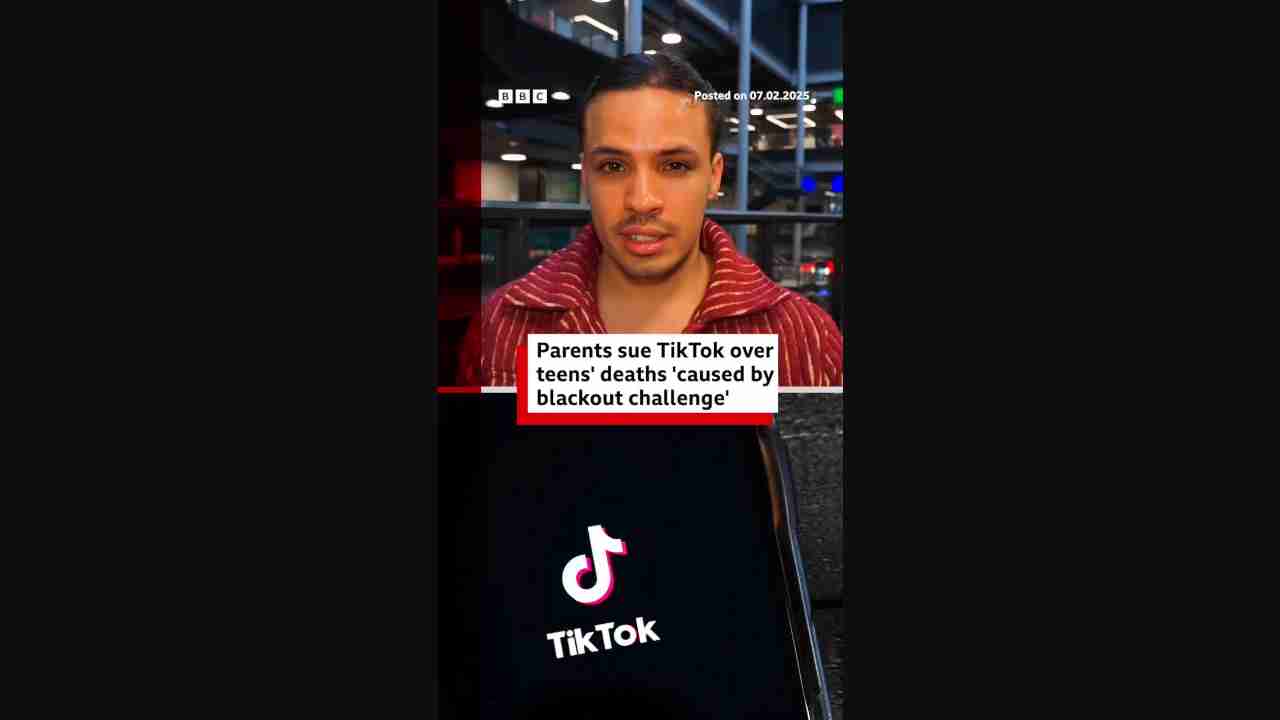 BBC
Posted on 07.02.2025
Parents sue TikTok over
teens' deaths 'caused by
blackout challenge'
TikTok